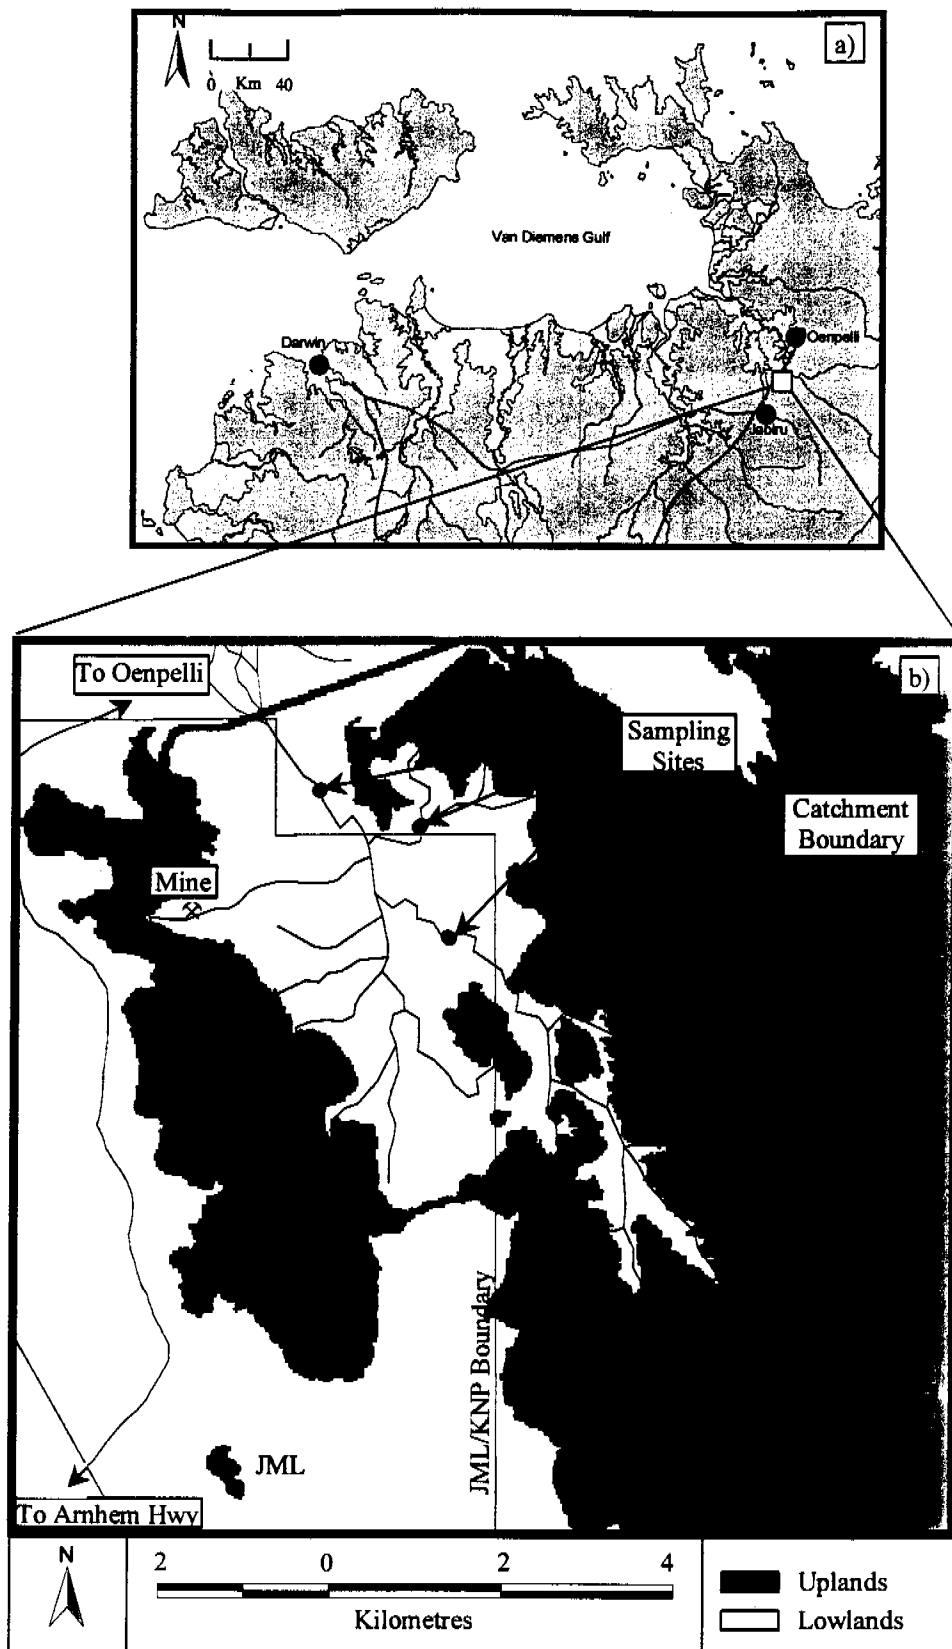 N
a)
0 Km 40
Van Diemens Gulf
Darwin
Oenpelli
Jabiru
b)
To Oenpelli
Sampling
Sites
Catchment
Boundary
Mine
JML/KNP Boundary
JML
To Arnhem Hwy
N
2 0 2 4
Kilometres
Uplands
Lowlands